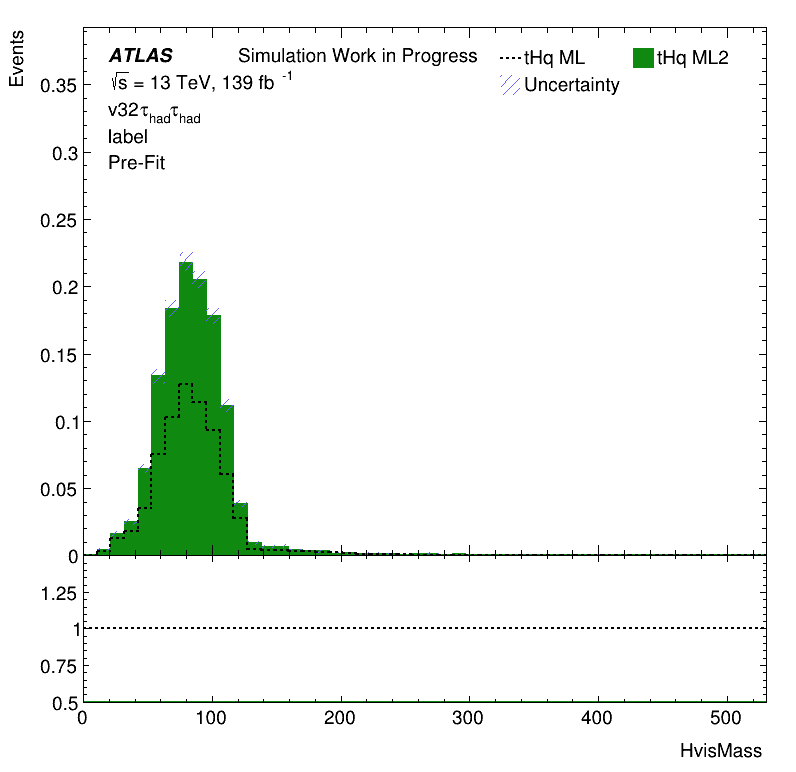 Events
ATLAS Simulation Work in Progress
√s = 13 TeV, 139 fb⁻¹
v32τhadτhad
label
Pre-Fit
tHq ML
tHq ML2
Uncertainty
0.35
0.3
0.25
0.2
0.15
0.1
0.05
0
1.25
1
0.75
0.5
0 100 200 300 400 500
HvisMass